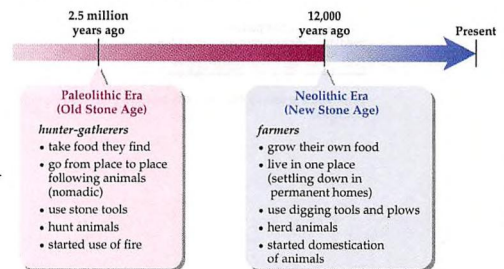 2.5 million
years ago
12,000
years ago
Present
Paleolithic Era
(Old Stone Age)
hunter-gatherers
• take food they find
• go from place to place
following animals
(nomadic)
• use stone tools
• hunt animals
• started use of fire
Neolithic Era
(New Stone Age)
farmers
• grow their own food
• live in one place
(settling down in
permanent homes)
• use digging tools and plows
• herd animals
• started domestication
of animals